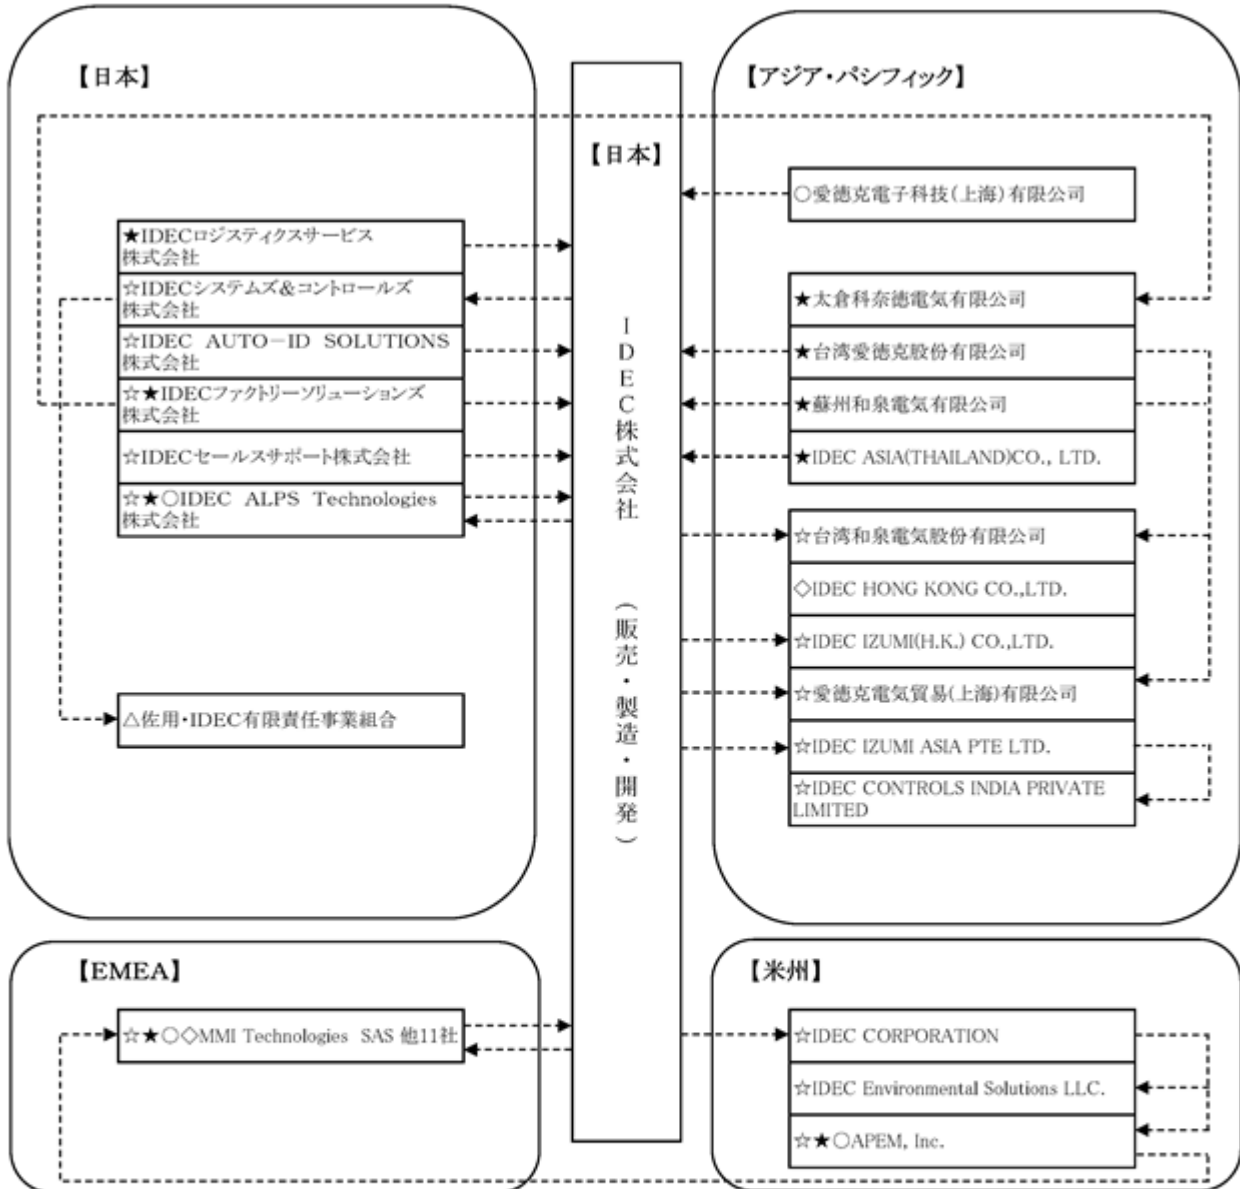 【日本】
★IDECロジスティクスサービス
株式会社
☆IDECシステムズ&コントロールズ
株式会社
☆IDEC AUTO-ID SOLUTIONS
株式会社
☆★IDECファクトリーソリューションズ
株式会社
☆IDECセールスサポート株式会社
☆★○IDEC ALPS Technologies
株式会社
△佐用・IDEC有限責任事業組合
【日本】
IDEC株式会社
(販売・製造・開発)
【アジア・パシフィック】
○愛徳克電子科技(上海)有限公司
★太倉科奈徳電気有限公司
★台湾愛徳克股份有限公司
★蘇州和泉電気有限公司
★IDEC ASIA(THAILAND)CO., LTD.
☆台湾和泉電気股份有限公司
◇IDEC HONG KONG CO.,LTD.
☆IDEC IZUMI(H.K.) CO.,LTD.
☆愛徳克電気貿易(上海)有限公司
☆IDEC IZUMI ASIA PTE LTD.
☆IDEC CONTROLS INDIA PRIVATE
LIMITED
【EMEA】
☆★○◇MMI Technologies SAS 他11社
【米州】
☆IDEC CORPORATION
☆IDEC Environmental Solutions LLC.
☆★○APEM, Inc.